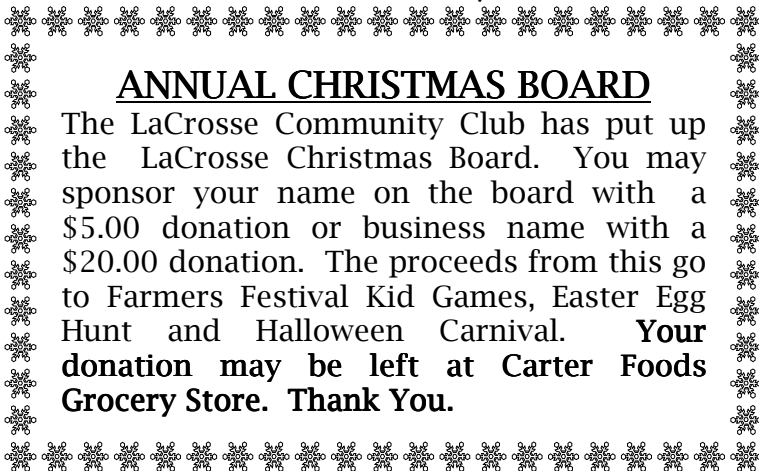 ANNUAL CHRISTMAS BOARD
The LaCrosse Community Club has put up
the LaCrosse Christmas Board. You may
sponsor your name on the board with a
$5.00 donation or business name with a
$20.00 donation. The proceeds from this go
to Farmers Festival Kid Games, Easter Egg
Hunt and Halloween Carnival. Your
donation may be left at Carter Foods
Grocery Store. Thank You.